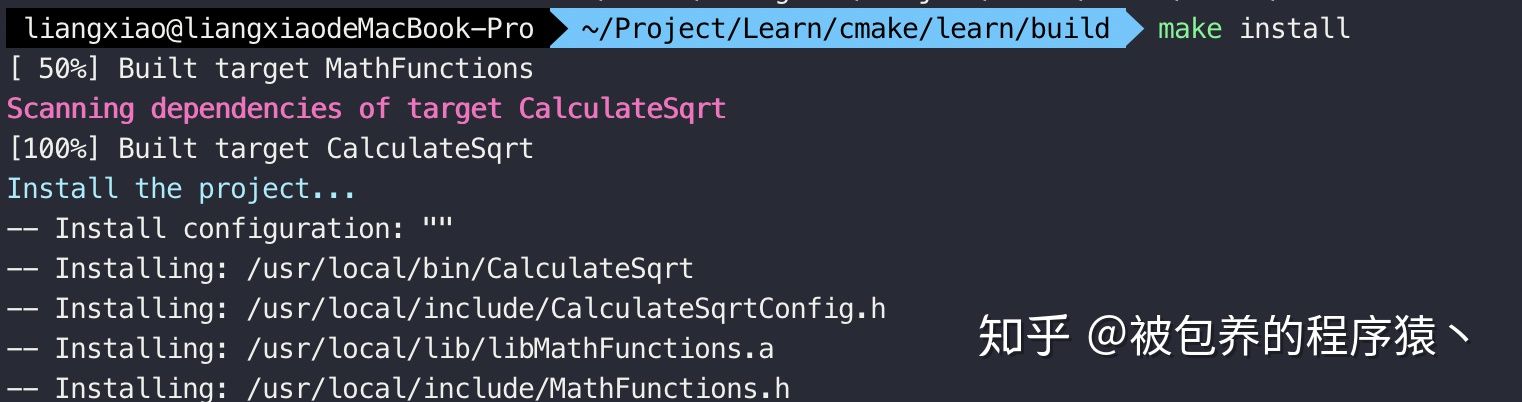 liangxiao@liangxiaodeMacBook-Pro ~/Project/Learn/cmake/learn/build make install
[ 50%] Built target MathFunctions
Scanning dependencies of target CalculateSqrt
[100%] Built target CalculateSqrt
Install the project...
-- Install configuration: ""
-- Installing: /usr/local/bin/CalculateSqrt
-- Installing: /usr/local/include/CalculateSqrtConfig.h
-- Installing: /usr/local/lib/libMathFunctions.a
知乎 @被包养的程序猿丶
-- Installing: /usr/local/include/MathFunctions.h